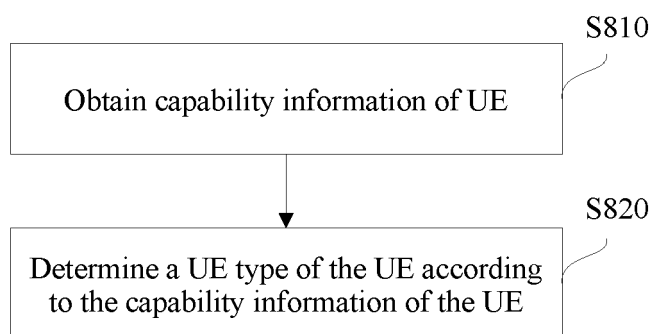 S810
Obtain capability information of UE
S820
Determine a UE type of the UE according
to the capability information of the UE